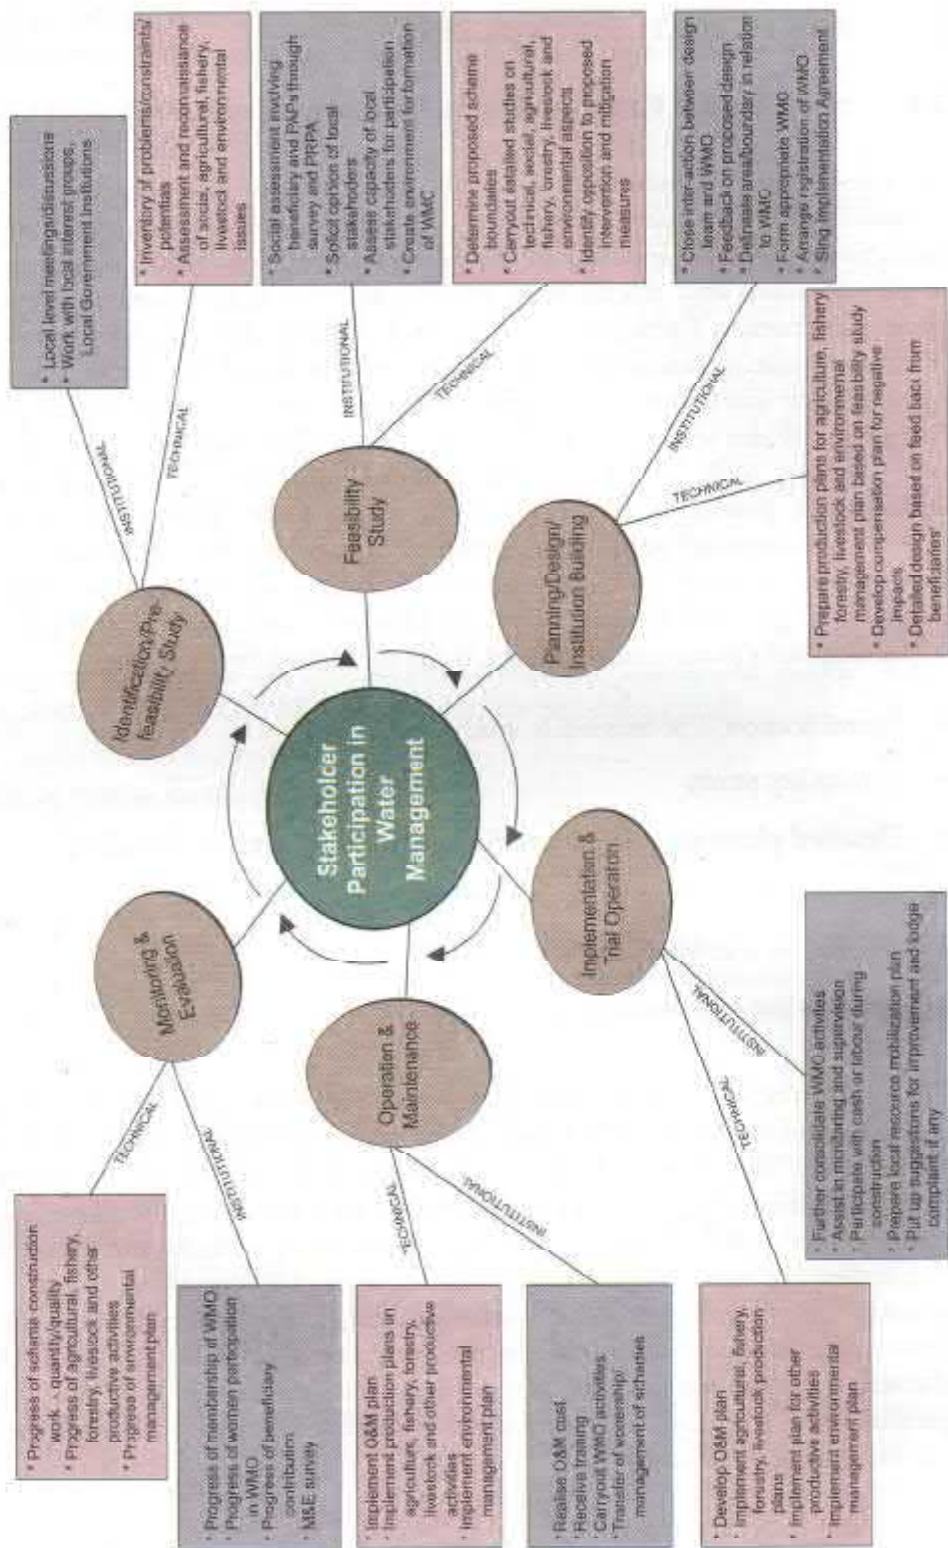 Stakeholder
Participation in
Water
Management
Identification/Pre-
feasibility Study
INSTITUTIONAL
* Local level meeting/discussions
* Work with local interest groups,
Local Government Institutions
TECHNICAL
* Inventory of problems/constraints/
potentials
* Assessment and reconnaissance
of social, agricultural, fishery,
livestock and environmental
issues
Feasibility
Study
INSTITUTIONAL
* Social assessment involving
beneficiary and PAPs through
survey and PRPA
* Solicit opinion of local
stakeholders
* Assess capacity of local
stakeholders for participation
* Create environment for formation
of WMC
TECHNICAL
* Determine proposed scheme
boundaries
* Carryout detailed studies on
technical, social, agricultural,
fishery, forestry, livestock and
environmental aspects
* Identify opposition to proposed
intervention and mitigation
measures
Planning/Design/
Institution Building
INSTITUTIONAL
* Close inter-action between design
team and WMO
* Feedback on proposed design
* Delineate area/boundary in relation
to WMC
* Form appropriate WMO
* Arrange registration of WMO
* Sing Implementation Agreement
TECHNICAL
* Prepare production plans for agriculture, fishery
forestry, livestock and environmental
management plan based on feasibility study
* Develop compensation plan for negative
impacts
* Detailed design based on feed back from
beneficiaries'
Implementation &
Trial Operation
INSTITUTIONAL
* Further consolidate WMO activities
* Assist in monitoring and supervision
* Participate with cash or labour during
construction
* Prepare local resource mobilization plan
* Put up suggestions for improvement and lodge
complaint, if any
TECHNICAL
* Develop O&M plan
* Implement agricultural, fishery,
forestry, livestock production
plans
* Implement plan for other
productive activities
* Implement environmental
management plan
Operation &
Maintenance
INSTITUTIONAL
* Realise O&M cost
* Receive training
* Carryout WMO activities
* Transfer of ownership/
management of schemes
TECHNICAL
* Implement O&M plan
* Implement production plans in
agriculture, fishery, forestry,
livestock and other productive
activities
* Implement environmental
management plan
Monitoring &
Evaluation
INSTITUTIONAL
* Progress of membership of WMO
* Progress of women participation
in WMO
* Progress of beneficiary
contribution
* M&E survey
TECHNICAL
* Progress of scheme construction
work - quantity/quality
* Progress of agricultural, fishery,
forestry, livestock and other
productive activities
* Progress of environmental
management plan